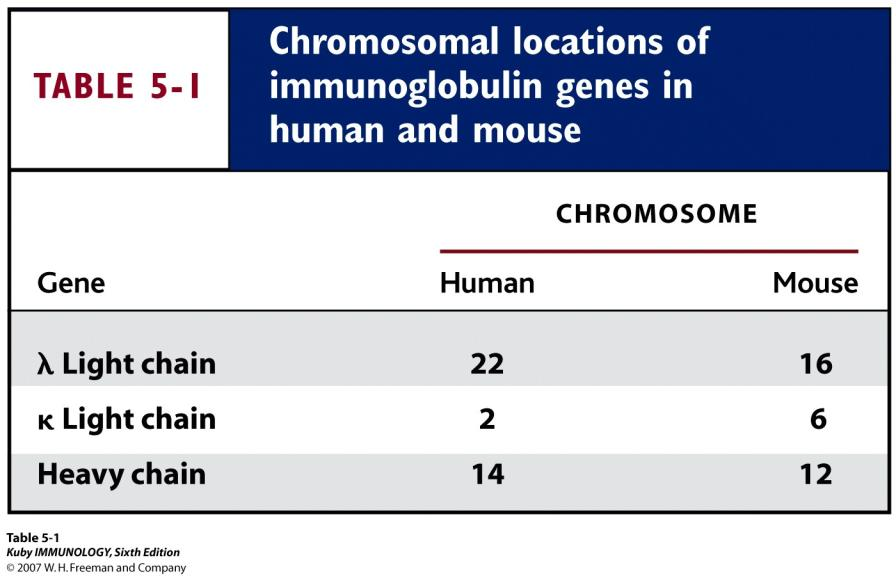 TABLE 5-1
Chromosomal locations of
immunoglobulin genes in
human and mouse
CHROMOSOME
Gene Human Mouse
λ Light chain 22 16
κ Light chain 2 6
Heavy chain 14 12
Table 5-1
Kuby IMMUNOLOGY, Sixth Edition
© 2007 W. H. Freeman and Company